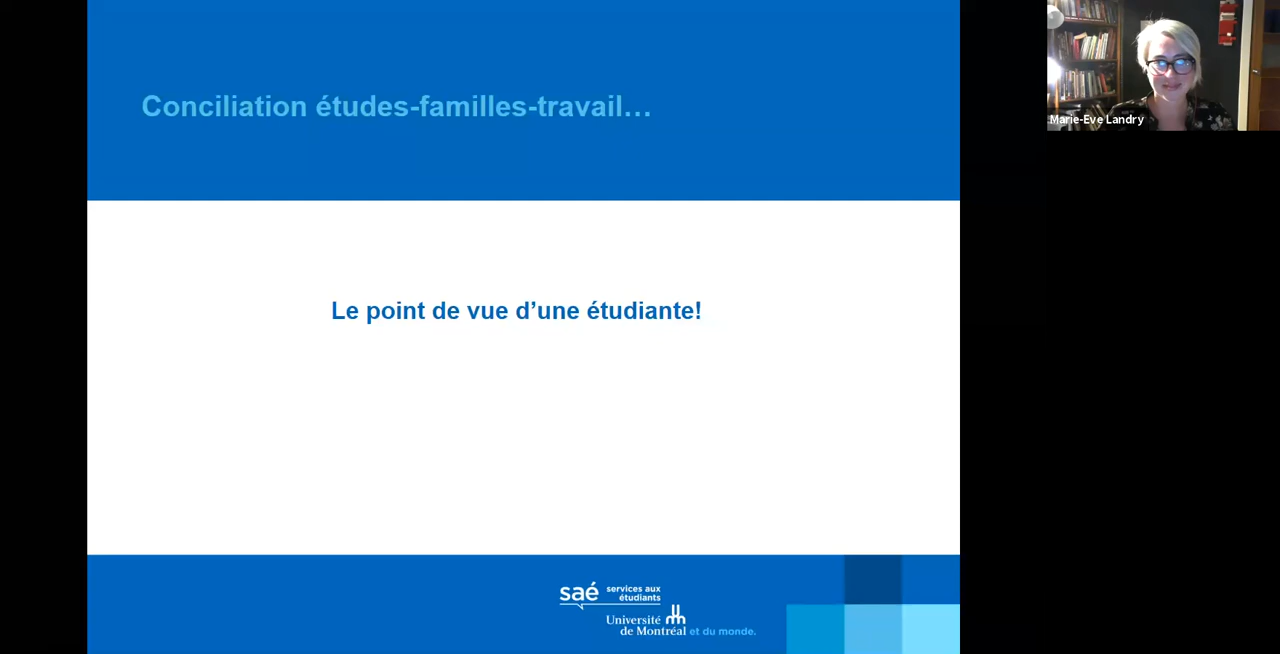 Conciliation études-familles-travail…
Marie-Eve Landry
Le point de vue d’une étudiante!
saé services aux
étudiants
Université
de Montréal et du monde.